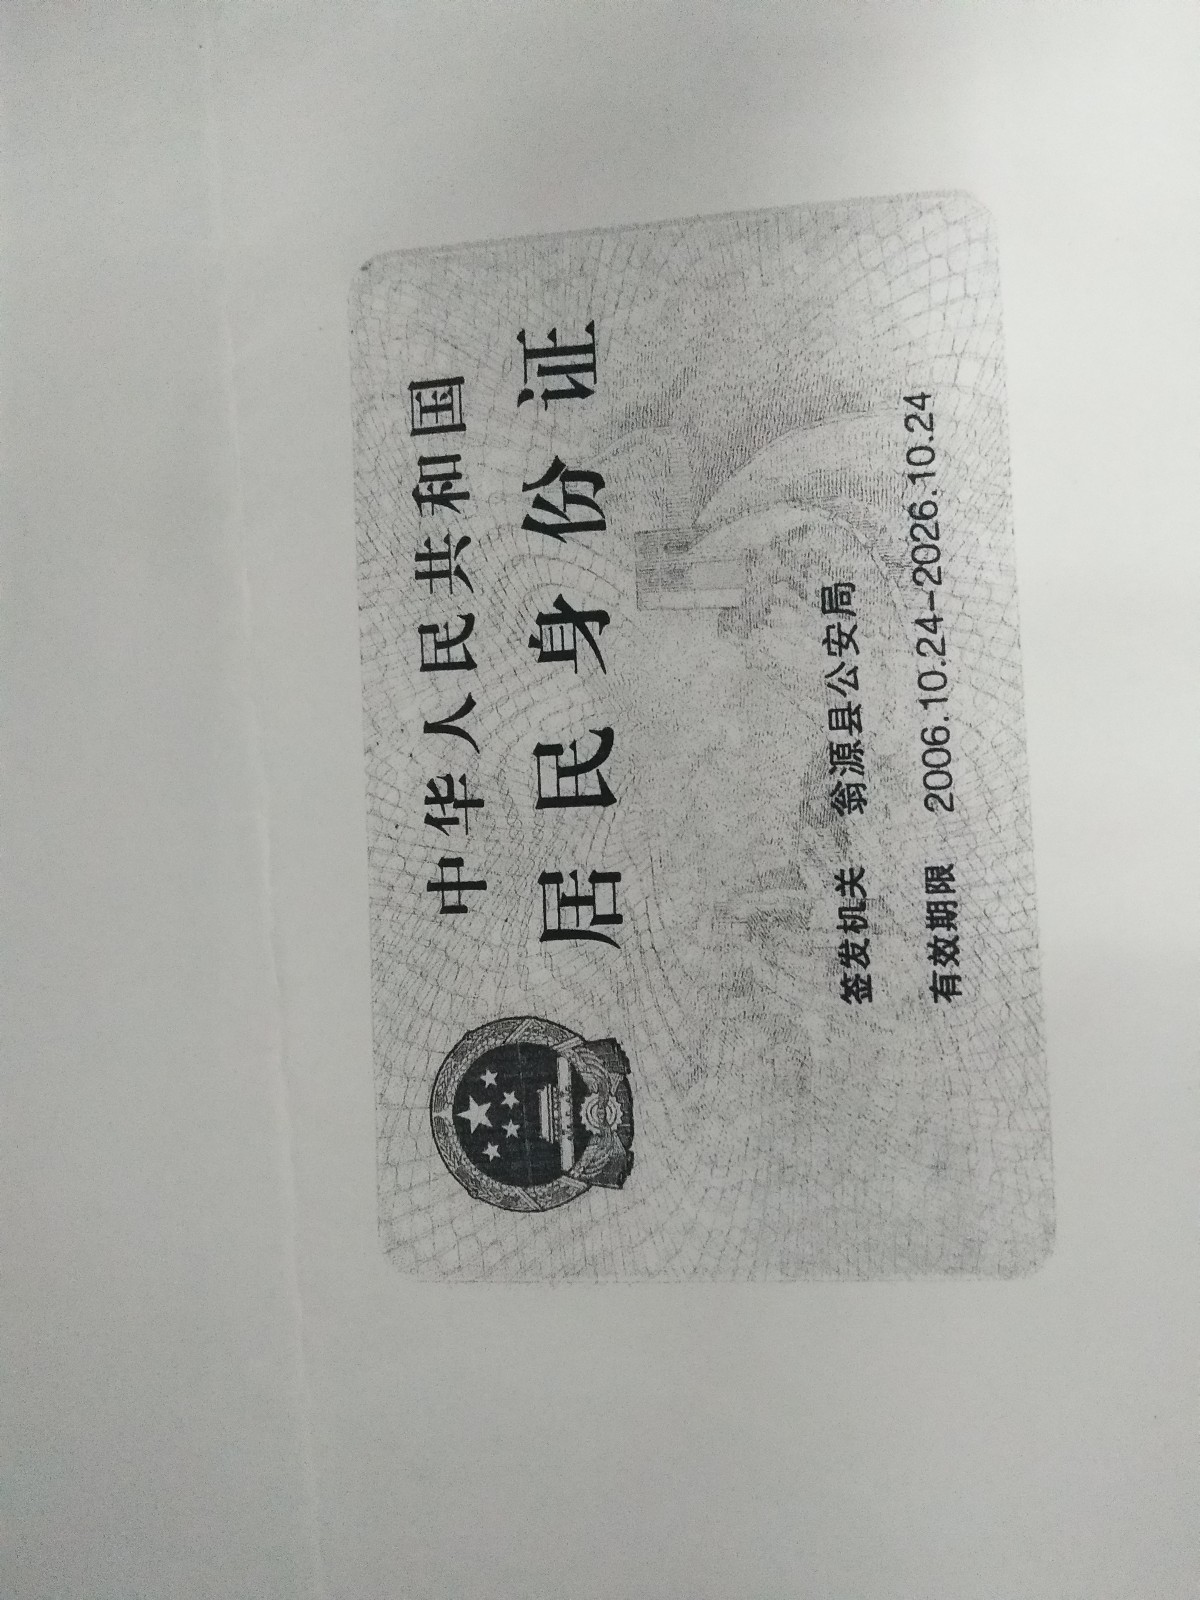 中华人民共和国
居民身份证
签发机关 翁源县公安局
有效期限 2006.10.24-2026.10.24